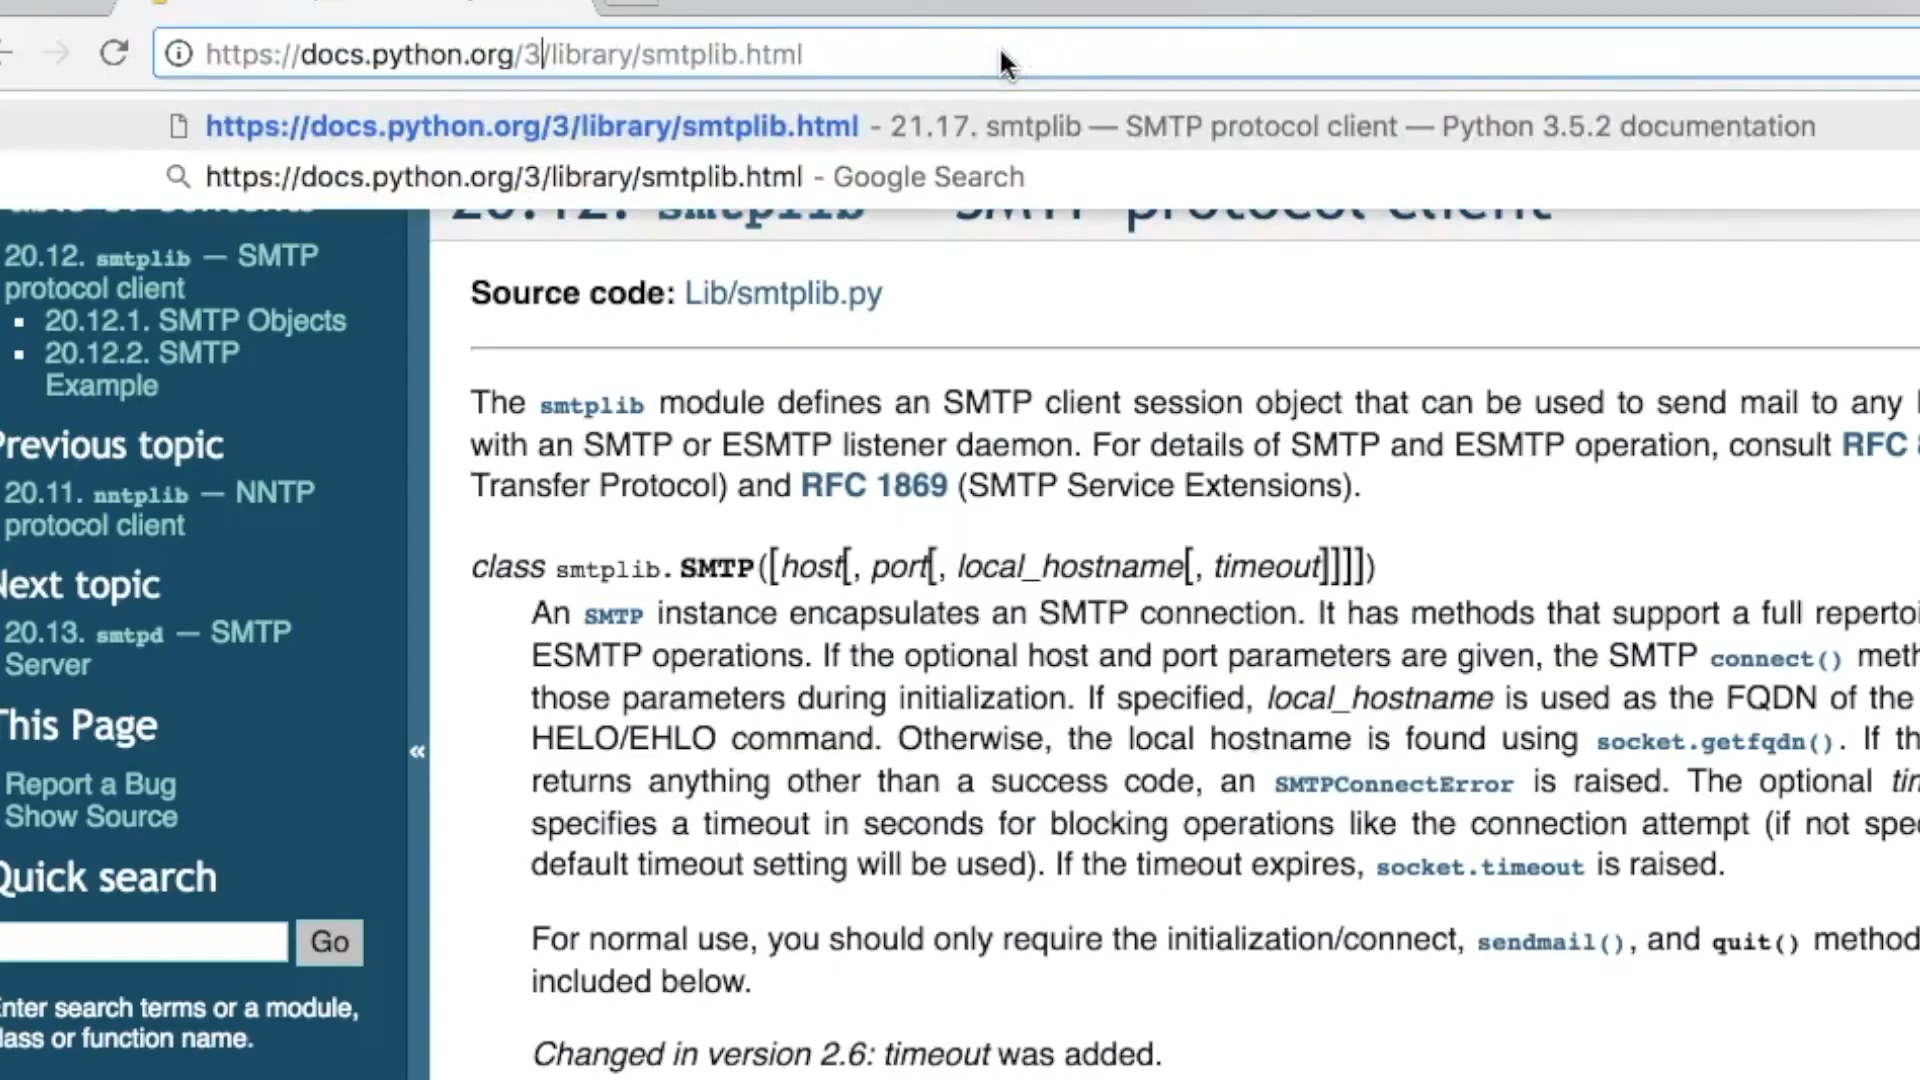 https://docs.python.org/3/library/smtplib.html
https://docs.python.org/3/library/smtplib.html - 21.17. smtplib — SMTP protocol client — Python 3.5.2 documentation
https://docs.python.org/3/library/smtplib.html - Google Search
20.12. smtplib — SMTP protocol client
20.12. smtplib — SMTP
protocol client
20.12.1. SMTP Objects
20.12.2. SMTP
Example
Previous topic
20.11. nntplib — NNTP
protocol client
Next topic
20.13. smtpd — SMTP
Server
This Page
Report a Bug
Show Source
Quick search
Go
Enter search terms or a module,
class or function name.
«
Source code: Lib/smtplib.py
The smtplib module defines an SMTP client session object that can be used to send mail to any
with an SMTP or ESMTP listener daemon. For details of SMTP and ESMTP operation, consult RFC
Transfer Protocol) and RFC 1869 (SMTP Service Extensions).
class smtplib.SMTP([host[, port[, local_hostname[, timeout]]]])
An SMTP instance encapsulates an SMTP connection. It has methods that support a full
ESMTP operations. If the optional host and port parameters are given, the SMTP connect()
those parameters during initialization. If specified, local_hostname is used as the FQDN of the
HELO/EHLO command. Otherwise, the local hostname is found using socket.getfqdn(). If
returns anything other than a success code, an SMTPConnectError is raised. The optional
specifies a timeout in seconds for blocking operations like the connection attempt (if not
default timeout setting will be used). If the timeout expires, socket.timeout is raised.
For normal use, you should only require the initialization/connect, sendmail(), and quit()
included below.
Changed in version 2.6: timeout was added.